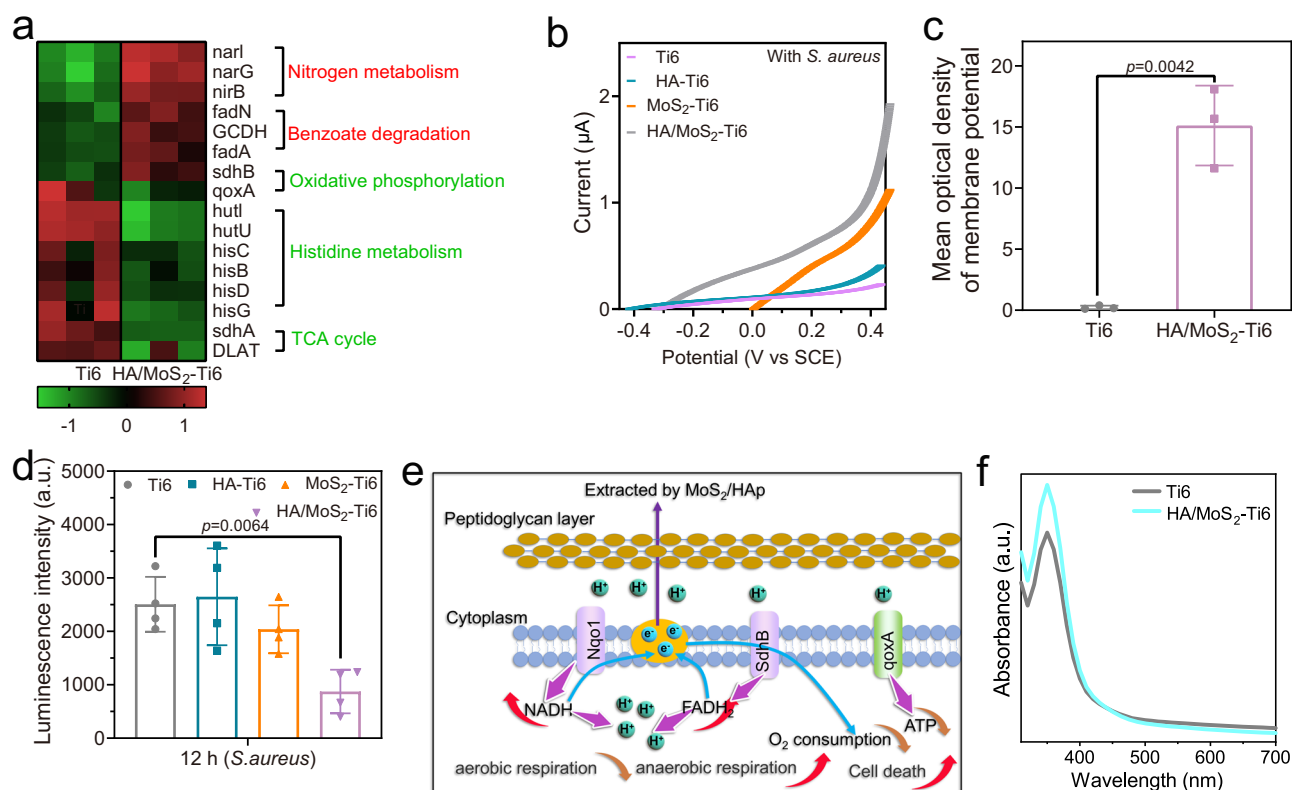 a
narI
narG
nirB
fadN
GCDH
fadA
sdhB
qoxA
hutI
hutU
hisC
hisB
hisD
hisG
sdhA
DLAT
Nitrogen metabolism
Benzoate degradation
Oxidative phosphorylation
Histidine metabolism
TCA cycle
Ti
Ti6 HA/MoS₂-Ti6
-1 0 1
b
With S. aureus
Ti6
HA-Ti6
MoS₂-Ti6
HA/MoS₂-Ti6
Current ( µA)
2
1
0
-0.4 -0.2 0.0 0.2 0.4
Potential (V vs SCE)
c
Mean optical density
of membrane potential
20
15
10
5
0
p=0.0042
Ti6 HA/MoS₂-Ti6
d
Luminescence intensity (a.u.)
5000
4000
3000
2000
1000
0
Ti6 HA-Ti6 MoS₂-Ti6
HA/MoS₂-Ti6
p=0.0064
12 h (S.aureus)
e
Extracted by MoS₂/HAp
Peptidoglycan layer
H⁺ H⁺ H⁺ H⁺ H⁺
Cytoplasm
Nqo1
e⁻ e⁻
e⁻
SdhB
qoxA
NADH
H⁺
H⁺
H⁺
H⁺
FADH₂
ATP
O₂ consumption
aerobic respiration
anaerobic respiration
Cell death
f
Absorbance (a.u.)
Ti6
HA/MoS₂-Ti6
400 500 600 700
Wavelength (nm)